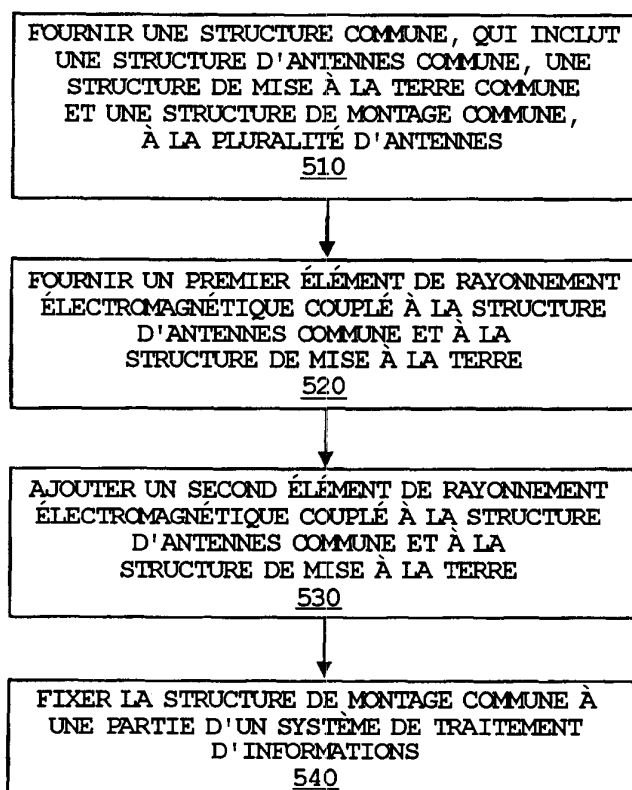 FOURNIR UNE STRUCTURE COMMUNE, QUI INCLUT
UNE STRUCTURE D'ANTENNES COMMUNE, UNE
STRUCTURE DE MISE À LA TERRE COMMUNE
ET UNE STRUCTURE DE MONTAGE COMMUNE,
À LA PLURALITÉ D'ANTENNES
510
FOURNIR UN PREMIER ÉLÉMENT DE RAYONNEMENT
ÉLECTROMAGNÉTIQUE COUPLÉ À LA STRUCTURE
D'ANTENNES COMMUNE ET À LA
STRUCTURE DE MISE À LA TERRE
520
AJOUTER UN SECOND ÉLÉMENT DE RAYONNEMENT
ÉLECTROMAGNÉTIQUE COUPLÉ À LA STRUCTURE
D'ANTENNES COMMUNE ET À LA
STRUCTURE DE MISE À LA TERRE
530
FIXER LA STRUCTURE DE MONTAGE COMMUNE À
UNE PARTIE D'UN SYSTÈME DE TRAITEMENT
D'INFORMATIONS
540